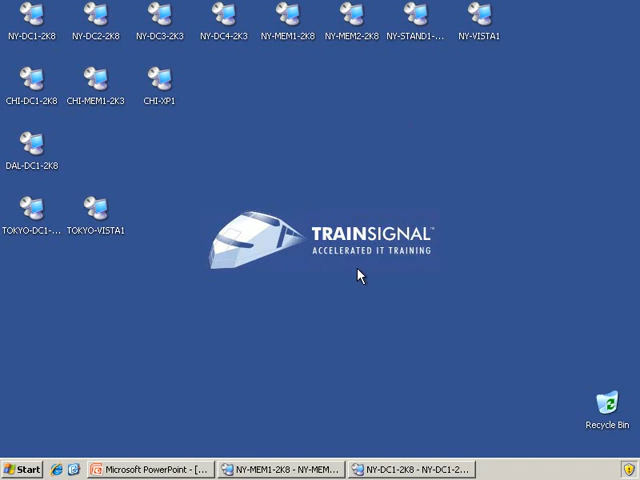 NY-DC1-2K8 NY-DC2-2K8 NY-DC3-2K3 NY-DC4-2K3 NY-MEM1-2K8 NY-MEM2-2K8 NY-STAND1-... NY-VISTA1
CHI-DC1-2K8 CHI-MEM1-2K3 CHI-XP1
DAL-DC1-2K8
TOKYO-DC1-... TOKYO-VISTA1
TRAINSIGNAL™
ACCELERATED IT TRAINING
Recycle Bin
Start Microsoft PowerPoint - [... NY-MEM1-2K8 - NY-MEM... NY-DC1-2K8 - NY-DC1-2...